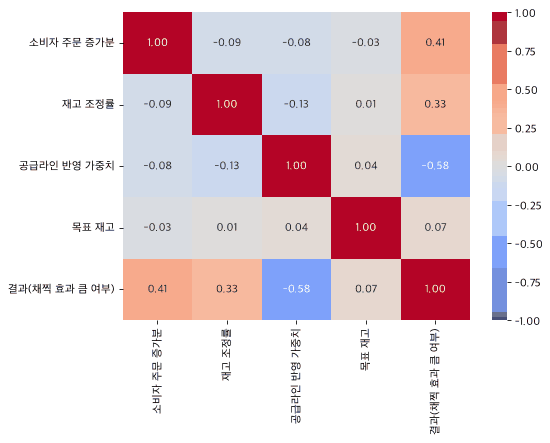 소비자 주문 증가분
1.00 -0.09 -0.08 -0.03 0.41
재고 조정률
-0.09 1.00 -0.13 0.01 0.33
공급라인 반영 가중치
-0.08 -0.13 1.00 0.04 -0.58
목표 재고
-0.03 0.01 0.04 1.00 0.07
결과(채찍 효과 큼 여부)
0.41 0.33 -0.58 0.07 1.00
소비자 주문 증가분
재고 조정률
공급라인 반영 가중치
목표 재고
결과(채찍 효과 큼 여부)
1.00
0.75
0.50
0.25
0.00
-0.25
-0.50
-0.75
-1.00